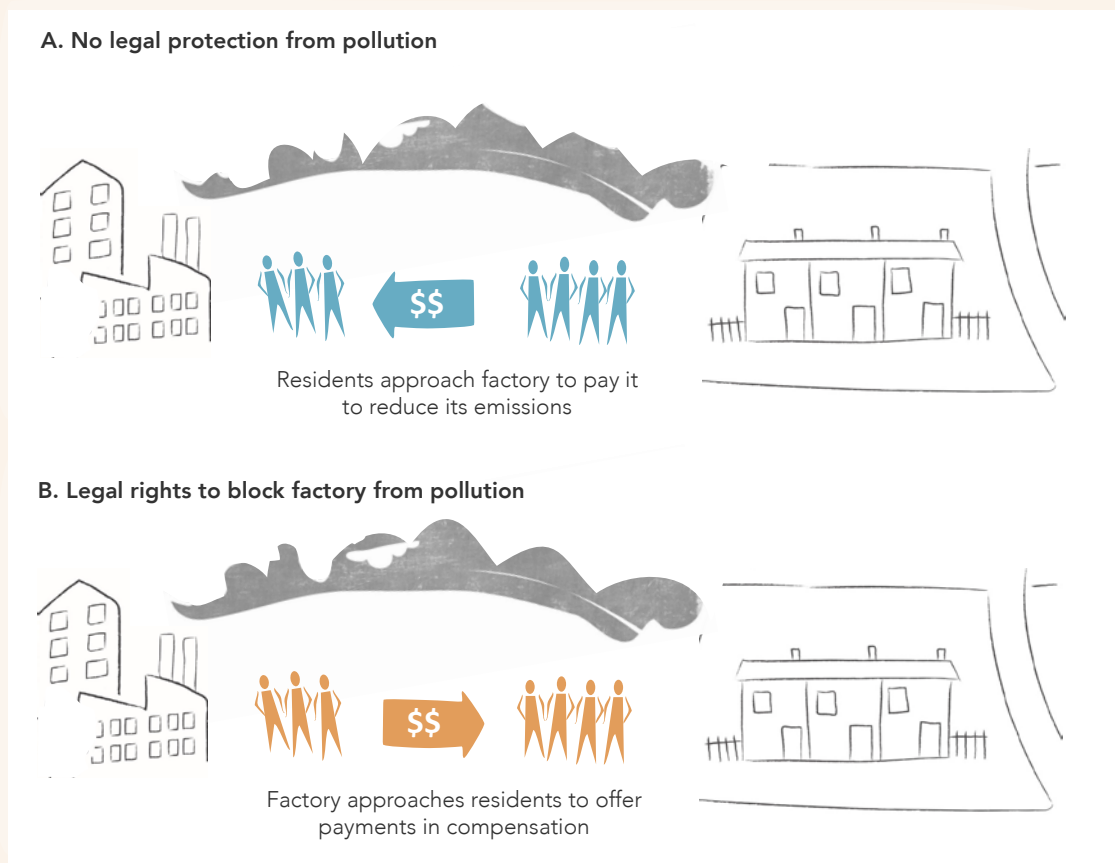 A. No legal protection from pollution
$$
Residents approach factory to pay it
to reduce its emissions
B. Legal rights to block factory from pollution
$$
Factory approaches residents to offer
payments in compensation